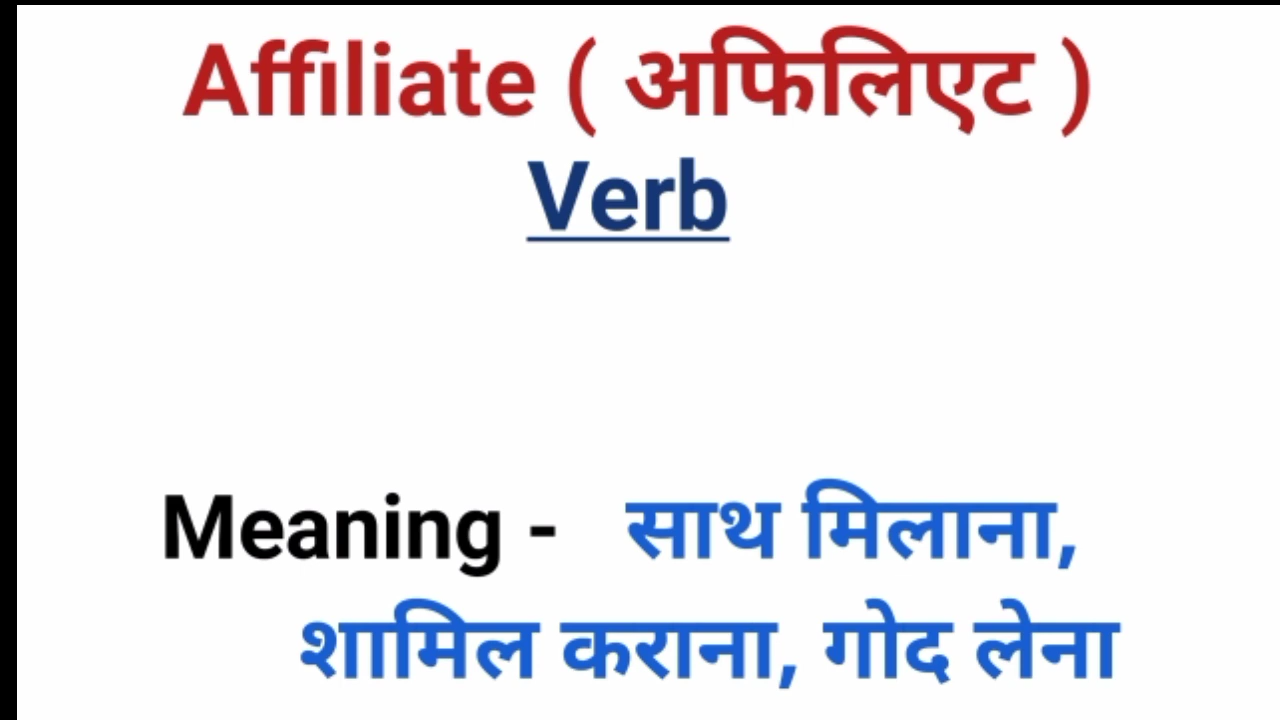 Affiliate ( अफिलिएट )
Verb
Meaning - साथ मिलाना,
शामिल कराना, गोद लेना